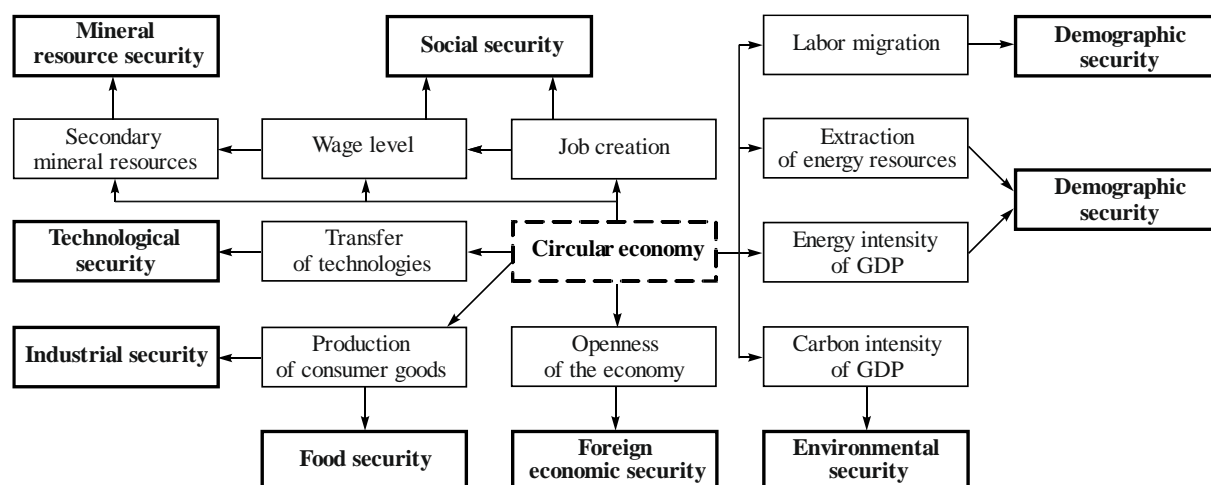 Mineral
resource security
Social security
Labor migration
Demographic
security
Secondary
mineral resources
Wage level
Job creation
Extraction
of energy resources
Demographic
security
Technological
security
Transfer
of technologies
Circular economy
Energy intensity
of GDP
Industrial security
Production
of consumer goods
Openness
of the economy
Carbon intensity
of GDP
Food security
Foreign
economic security
Environmental
security